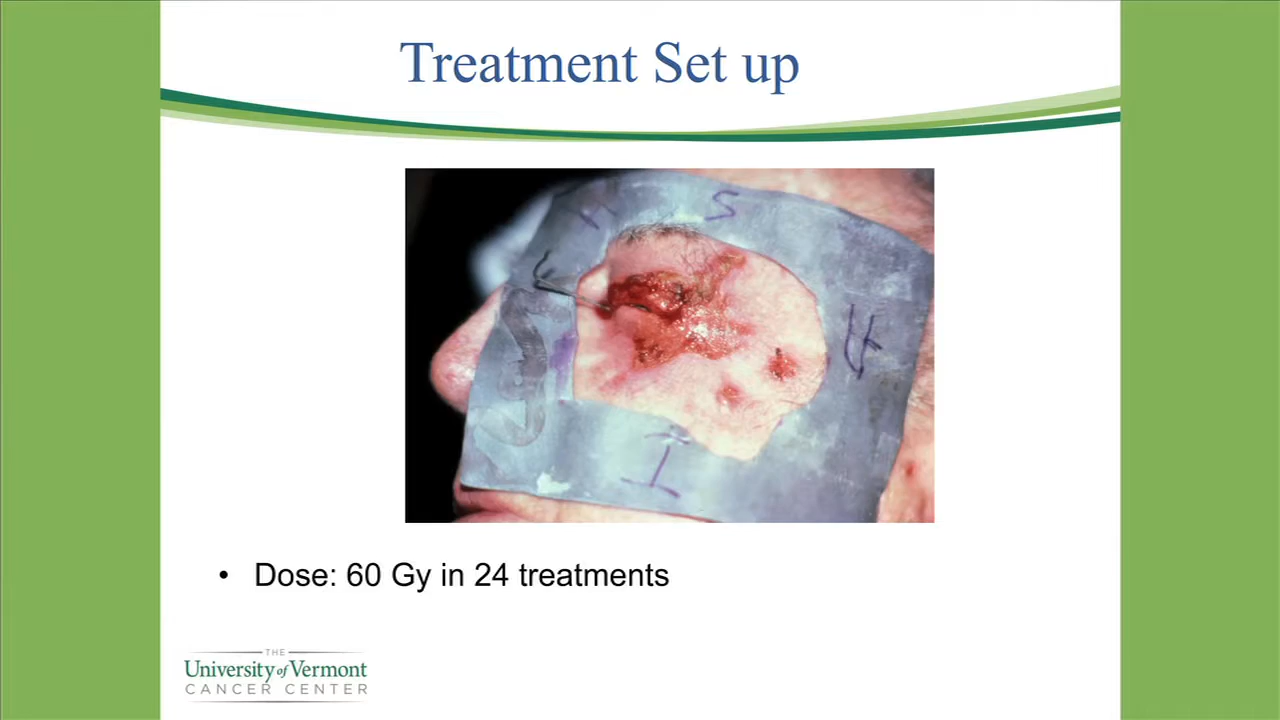 Treatment Set up
S
I
• Dose: 60 Gy in 24 treatments
THE
University of Vermont
CANCER CENTER